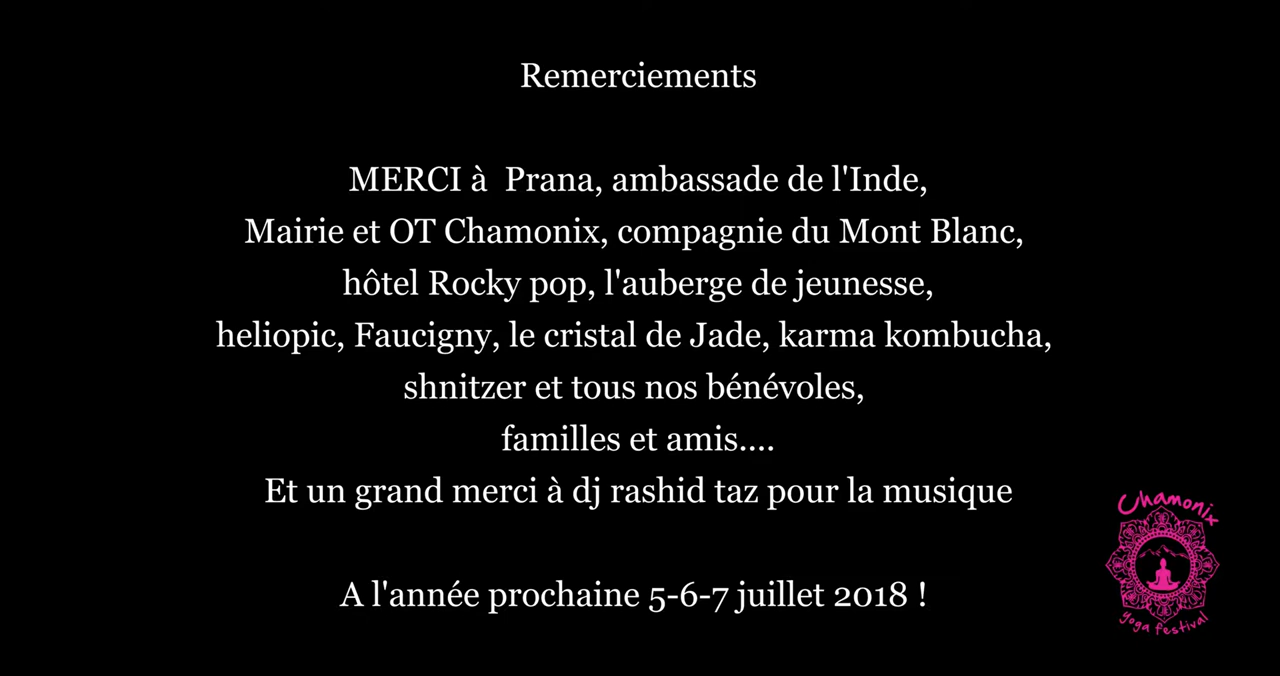 Remerciements
MERCI à  Prana, ambassade de l'Inde,
Mairie et OT Chamonix, compagnie du Mont Blanc,
hôtel Rocky pop, l'auberge de jeunesse,
heliopic, Faucigny, le cristal de Jade, karma kombucha,
shnitzer et tous nos bénévoles,
familles et amis....
Et un grand merci à dj rashid taz pour la musique
A l'année prochaine 5-6-7 juillet 2018 !
Chamonix
yoga festival